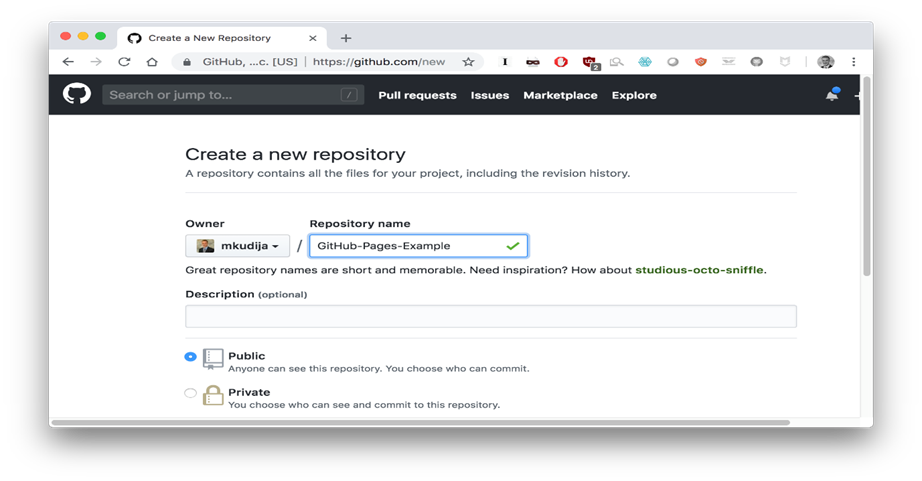 Create a New Repository
GitHub, ...c. [US] | https://github.com/new
2
Search or jump to... /
Pull requests Issues Marketplace Explore
Create a new repository
A repository contains all the files for your project, including the revision history.
Owner Repository name
mkudija / GitHub-Pages-Example
Great repository names are short and memorable. Need inspiration? How about studious-octo-sniffle.
Description (optional)
Public
Anyone can see this repository. You choose who can commit.
Private
You choose who can see and commit to this repository.